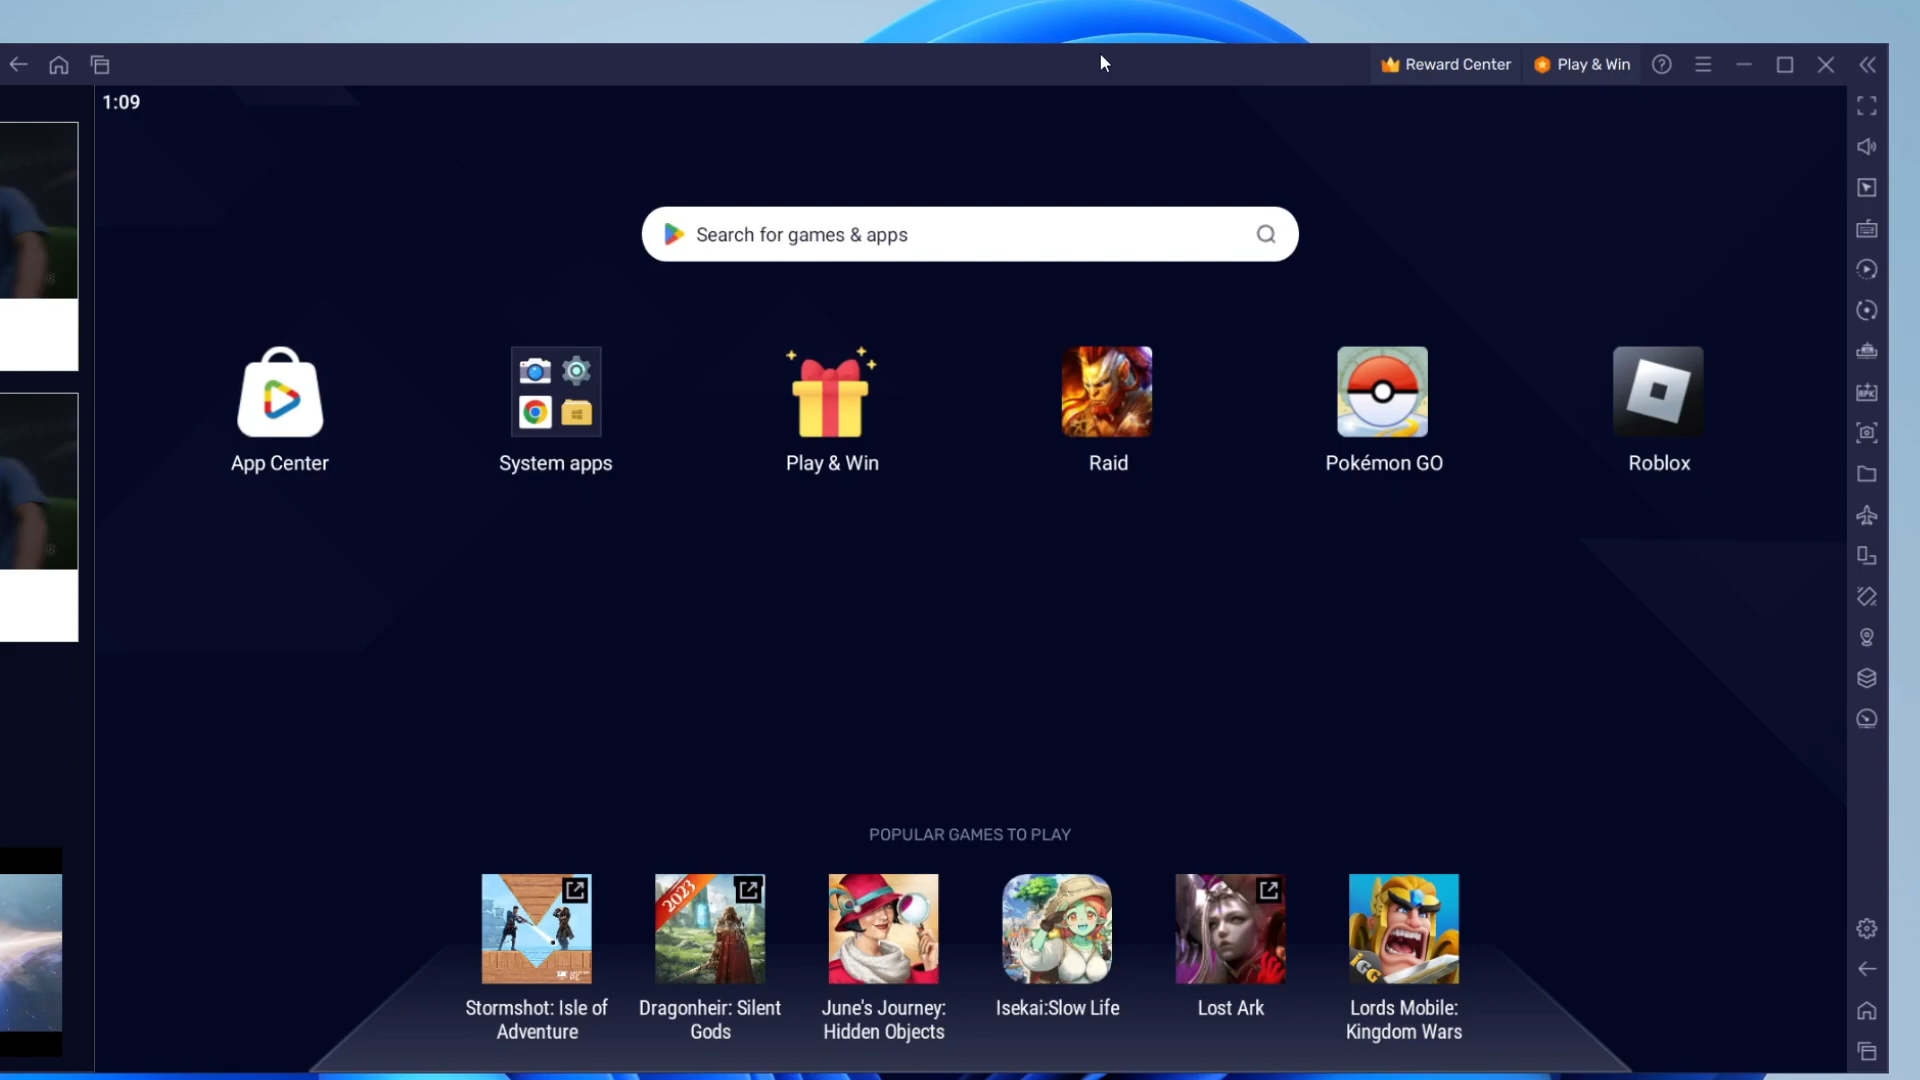 Reward Center
Play & Win
1:09
Search for games & apps
App Center
System apps
Play & Win
Raid
Pokémon GO
Roblox
POPULAR GAMES TO PLAY
2023
IGG
Stormshot: Isle of
Adventure
Dragonheir: Silent
Gods
June's Journey:
Hidden Objects
Isekai:Slow Life
Lost Ark
Lords Mobile:
Kingdom Wars